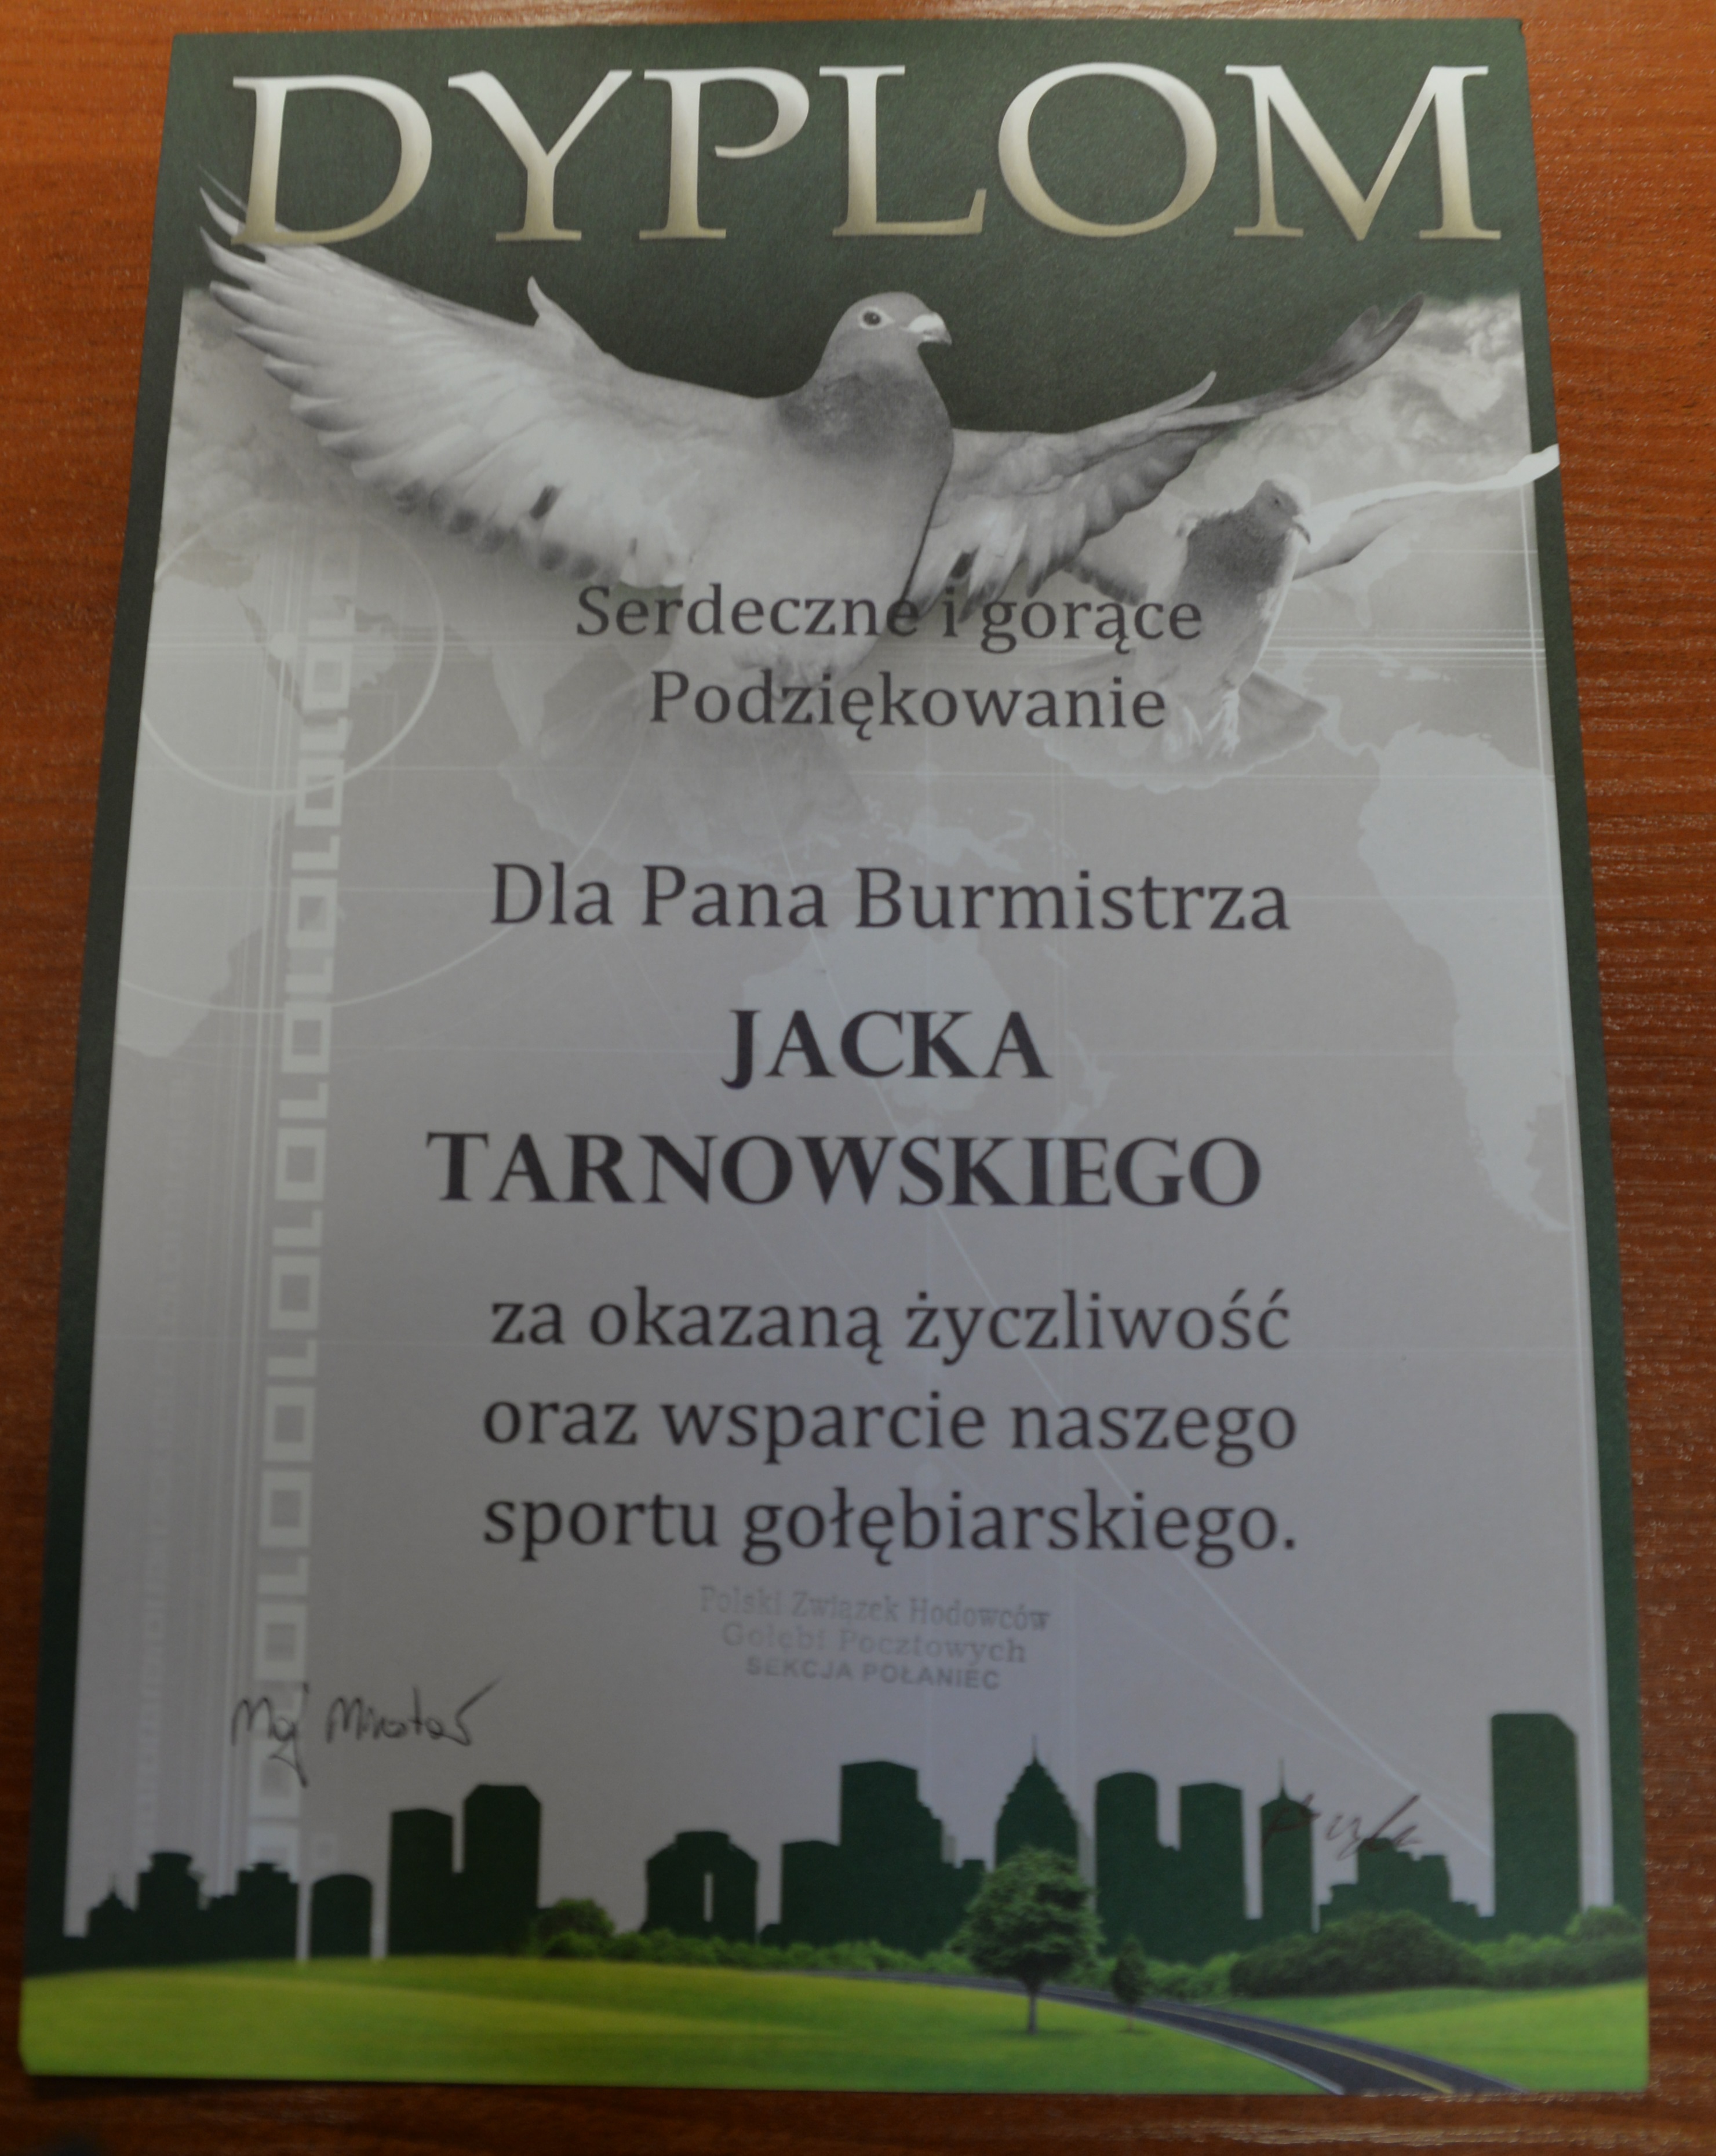 DYPLOM
Serdeczne i gorące
Podziękowanie
Dla Pana Burmistrza
JACKA
TARNOWSKIEGO
za okazaną życzliwość
oraz wsparcie naszego
sportu gołębiarskiego.
Polski Związek Hodowców
Gołębi Pocztowych
SEKCJA POŁANIEC